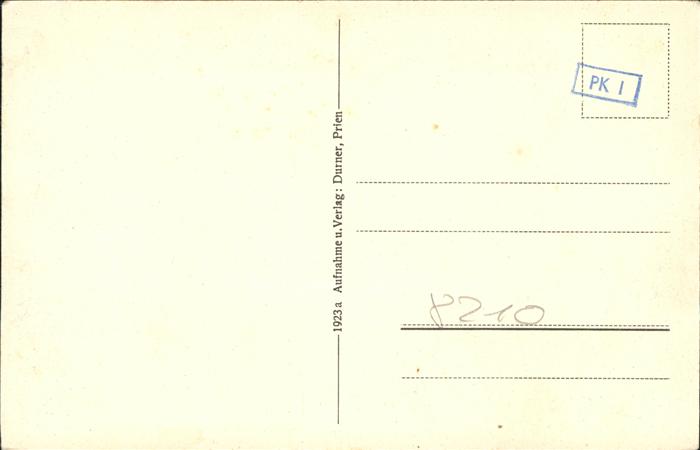 PK I
1923a Aufnahme u. Verlag: Durner, Prien
8210